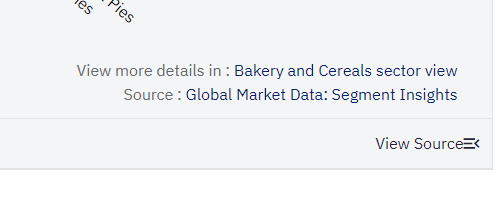 Pies
View more details in : Bakery and Cereals sector view
Source : Global Market Data: Segment Insights
View Source